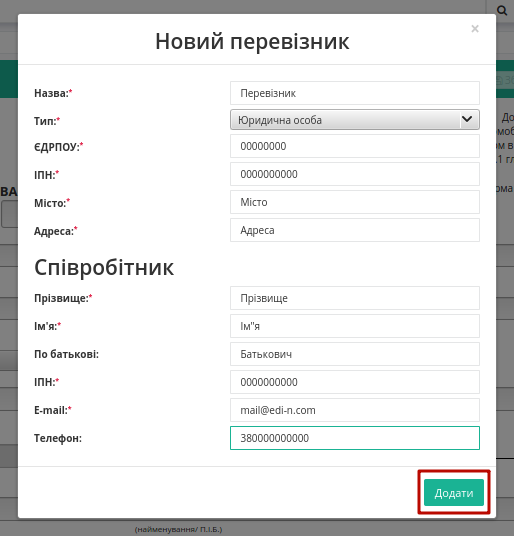 ×
Новий перевізник
Назва:* Перевізник
Тип:* Юридична особа
ЄДРПОУ:* 00000000
ІПН:* 0000000000
Місто:* Місто
Адреса:* Адреса
Співробітник
Прізвище:* Прізвище
Ім'я:* Ім"я
По батькові: Батькович
ІПН:* 0000000000
E-mail:* mail@edi-n.com
Телефон: 380000000000
Додати
(найменування/ П.І.Б.)